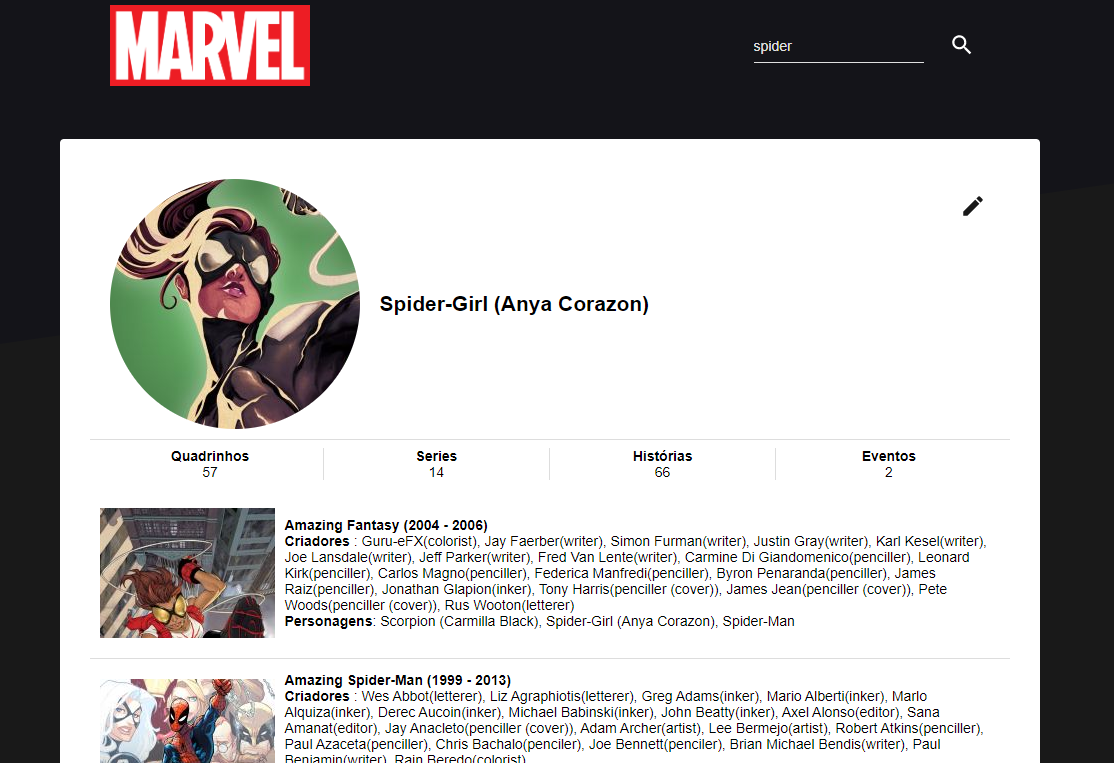 MARVEL
spider
Spider-Girl (Anya Corazon)
Quadrinhos
57
Series
14
Histórias
66
Eventos
2
Amazing Fantasy (2004 - 2006)
Criadores : Guru-eFX(colorist), Jay Faerber(writer), Simon Furman(writer), Justin Gray(writer), Karl Kesel(writer),
Joe Lansdale(writer), Jeff Parker(writer), Fred Van Lente(writer), Carmine Di Giandomenico(penciller), Leonard
Kirk(penciller), Carlos Magno(penciller), Federica Manfredi(penciller), Byron Penaranda(penciller), James
Raiz(penciller), Jonathan Glapion(inker), Tony Harris(penciller (cover)), James Jean(penciller (cover)), Pete
Woods(penciller (cover)), Rus Wooton(letterer)
Personagens: Scorpion (Carmilla Black), Spider-Girl (Anya Corazon), Spider-Man
Amazing Spider-Man (1999 - 2013)
Criadores : Wes Abbot(letterer), Liz Agraphiotis(letterer), Greg Adams(inker), Mario Alberti(inker), Marlo
Alquiza(inker), Derec Aucoin(inker), Michael Babinski(inker), John Beatty(inker), Axel Alonso(editor), Sana
Amanat(editor), Jay Anacleto(penciller (cover)), Adam Archer(artist), Lee Bermejo(artist), Robert Atkins(penciller),
Paul Azaceta(penciller), Chris Bachalo(penciler), Joe Bennett(penciler), Brian Michael Bendis(writer), Paul
Benjamin(writer), Rain Beredo(colorist)